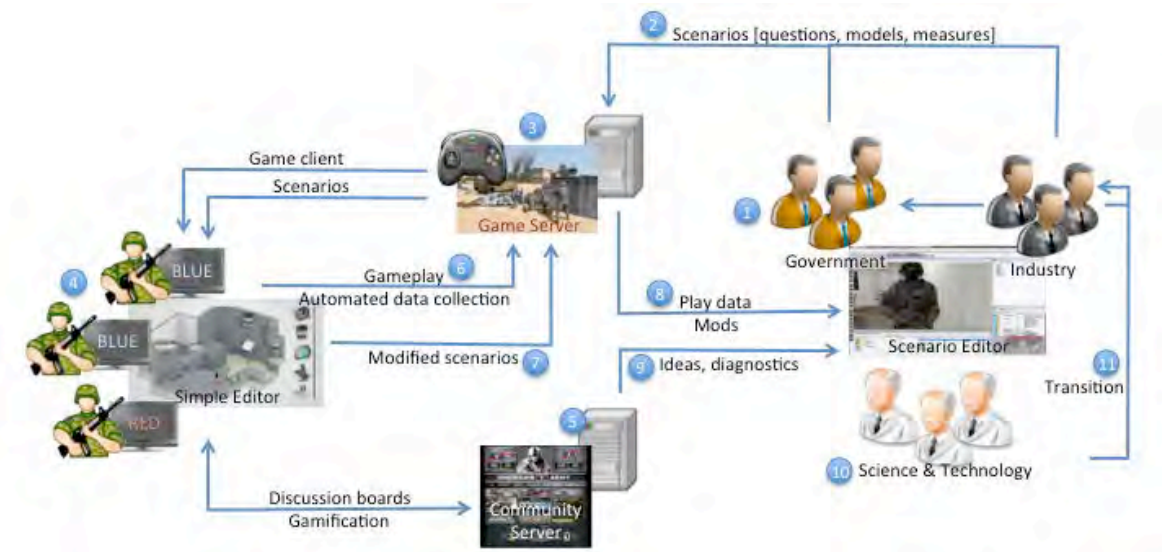 2 Scenarios [questions, models, measures]
3
Game client
Scenarios
Game Server
1
Government
Industry
4
BLUE
Gameplay 6
Automated data collection
8 Play data
Mods
BLUE
Modified scenarios 7
Scenario Editor
9 Ideas, diagnostics
11
Transition
Simple Editor
RED
5
10 Science & Technology
Discussion boards
Gamification
Community
Server